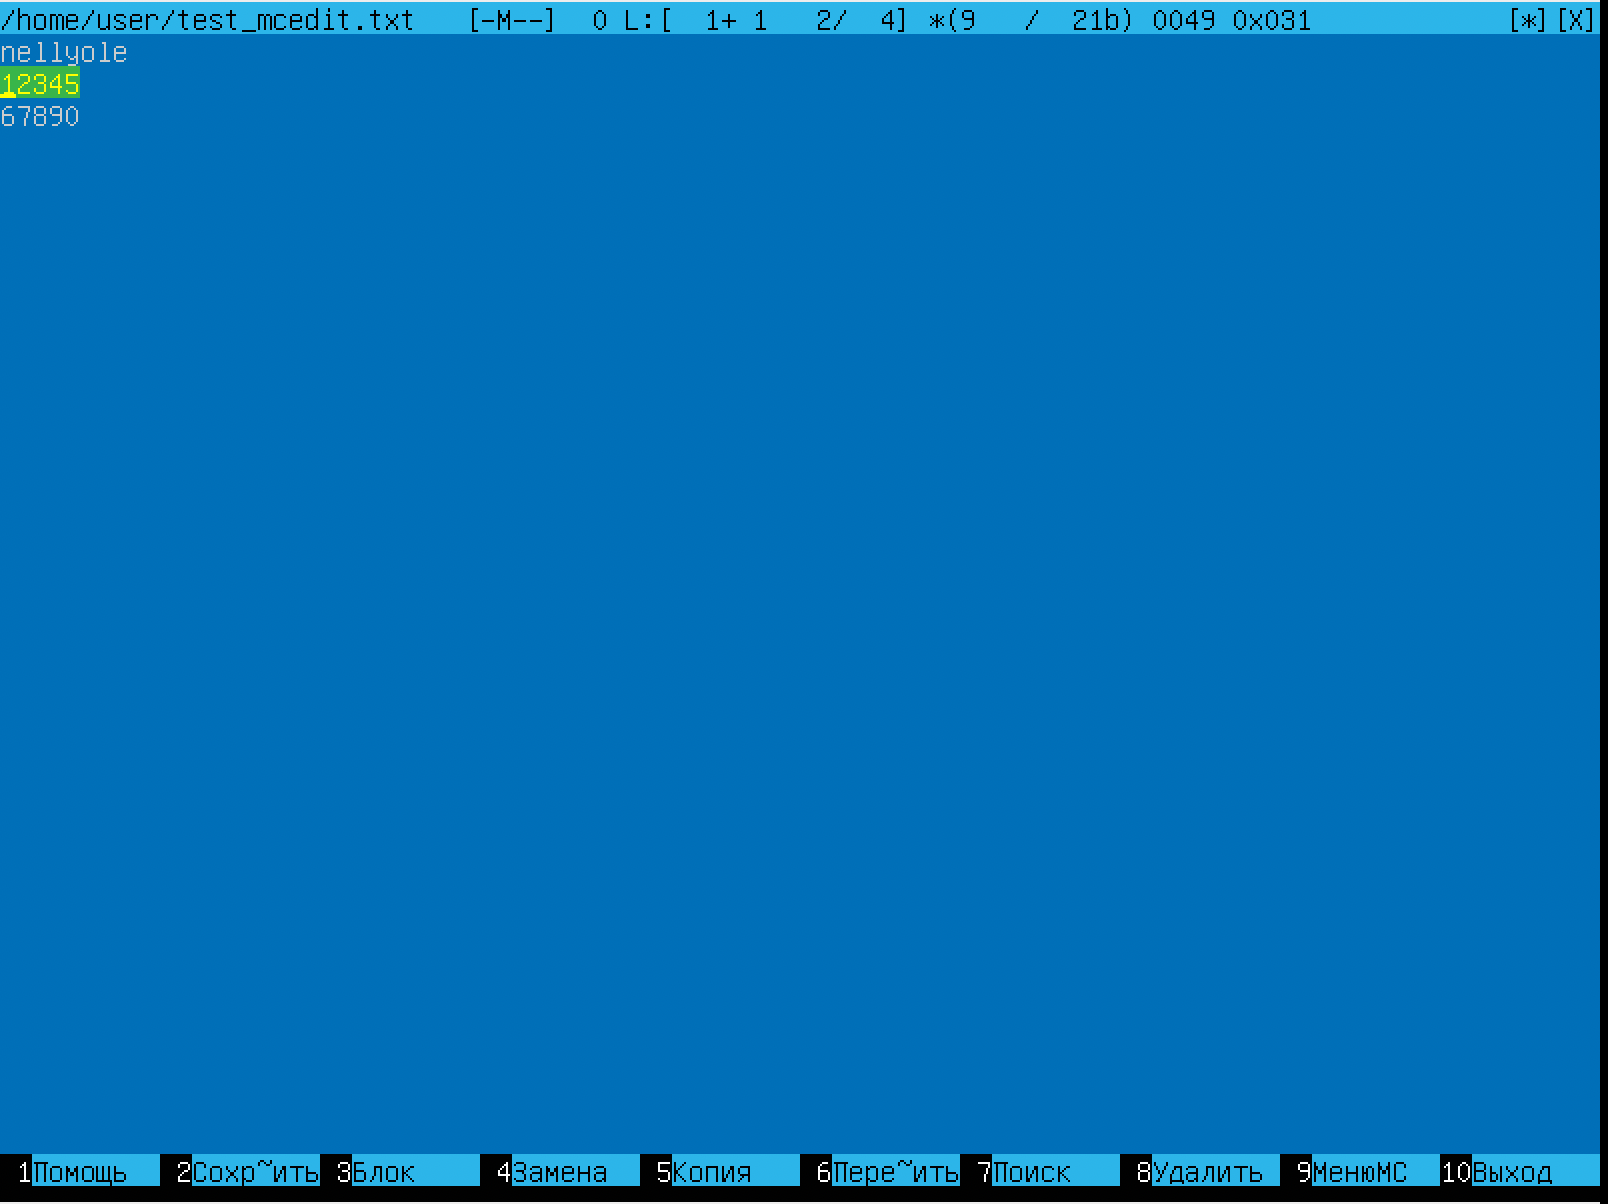 /home/user/test_mcedit.txt   [-M--]  0 L:[  1+ 1   2/  4] *(9   /  21b) 0049 0x031            [*][X]
nellyole
12345
67890
1Помощь 2Сохр~ить 3Блок 4Замена 5Копия 6Пере~ить 7Поиск 8Удалить 9МенюMC 10Выход